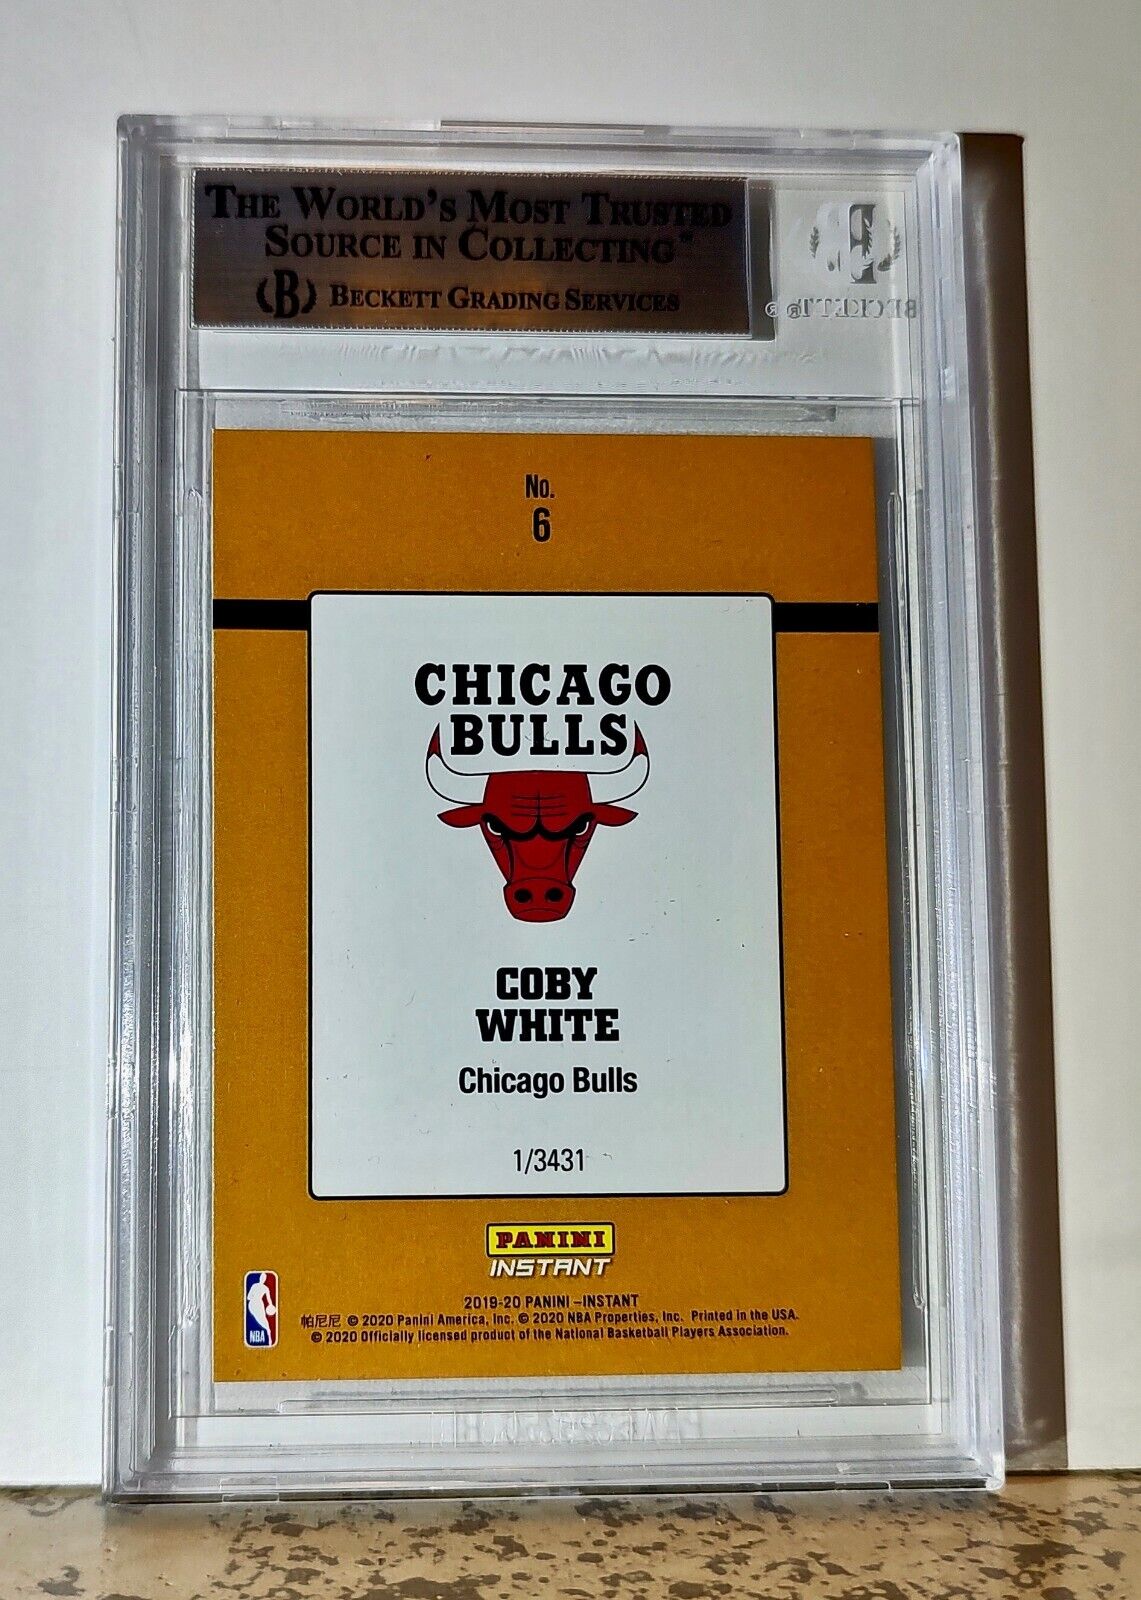 THE WORLD'S MOST TRUSTED
SOURCE IN COLLECTING®
(B) BECKETT GRADING SERVICES
BECKETT ®
No.
6
CHICAGO
BULLS
COBY
WHITE
Chicago Bulls
1/3431
PANINI
INSTANT
NBA
2019-20 PANINI –INSTANT
帕尼尼 © 2020 Panini America, Inc. © 2020 NBA Properties, Inc. Printed in the USA.
© 2020 Officially licensed product of the National Basketball Players Association.